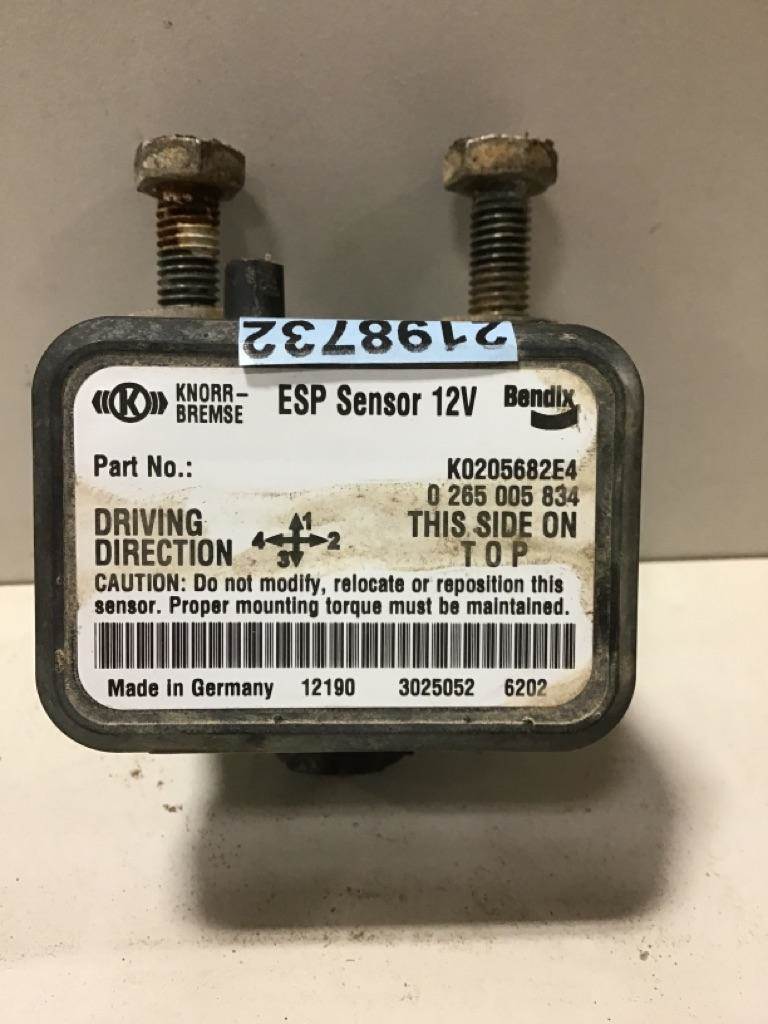 2198732
K KNORR-
BREMSE
ESP Sensor 12V
Bendix
Part No.:
K0205682E4
0 265 005 834
DRIVING
DIRECTION
1
4 2
3
THIS SIDE ON
TOP
CAUTION: Do not modify, relocate or reposition this
sensor. Proper mounting torque must be maintained.
Made in Germany 12190 3025052 6202